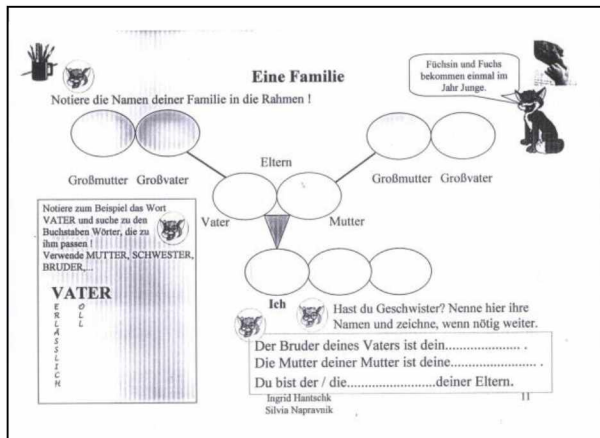 Eine Familie
Füchsin und Fuchs
bekommen einmal im
Jahr Junge.
Notiere die Namen deiner Familie in die Rahmen !
Eltern
Großmutter Großvater
Großmutter Großvater
Vater
Mutter
Notiere zum Beispiel das Wort
VATER und suche zu den
Buchstaben Wörter, die zu
ihm passen !
Verwende MUTTER, SCHWESTER,
BRUDER,...
VATER
ERLÄSSLICH
OLL
Ich
Hast du Geschwister? Nenne hier ihre
Namen und zeichne, wenn nötig weiter.
Der Bruder deines Vaters ist dein.................... .
Die Mutter deiner Mutter ist deine..................... .
Du bist der / die......................deiner Eltern.
Ingrid Hantschk
Silvia Napravnik
11